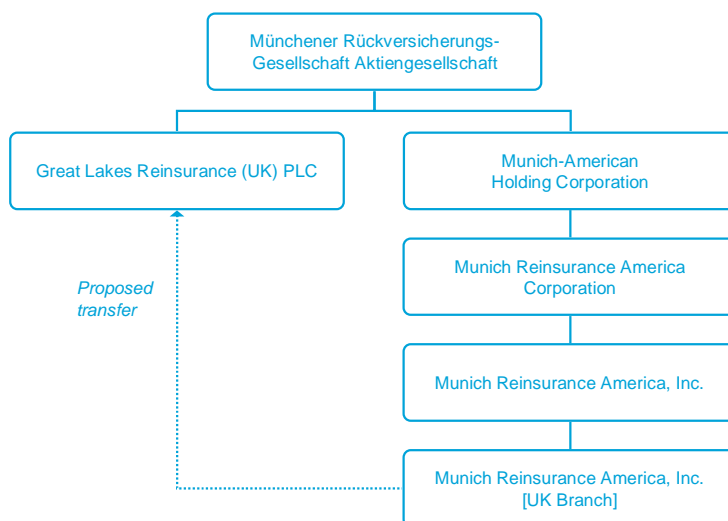 Münchener Rückversicherungs-
Gesellschaft Aktiengesellschaft
Great Lakes Reinsurance (UK) PLC
Munich-American
Holding Corporation
Munich Reinsurance America
Corporation
Proposed
transfer
Munich Reinsurance America, Inc.
Munich Reinsurance America, Inc.
[UK Branch]